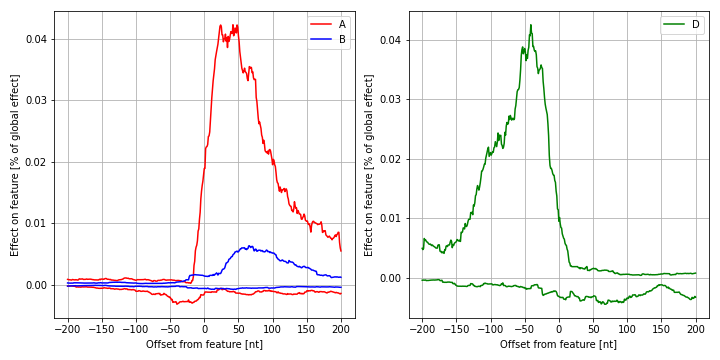 Effect on feature [% of global effect]
0.04
0.03
0.02
0.01
0.00
−200 −150 −100 −50 0 50 100 150 200
Offset from feature [nt]
A
B
Effect on feature [% of global effect]
0.04
0.03
0.02
0.01
0.00
−200 −150 −100 −50 0 50 100 150 200
Offset from feature [nt]
D